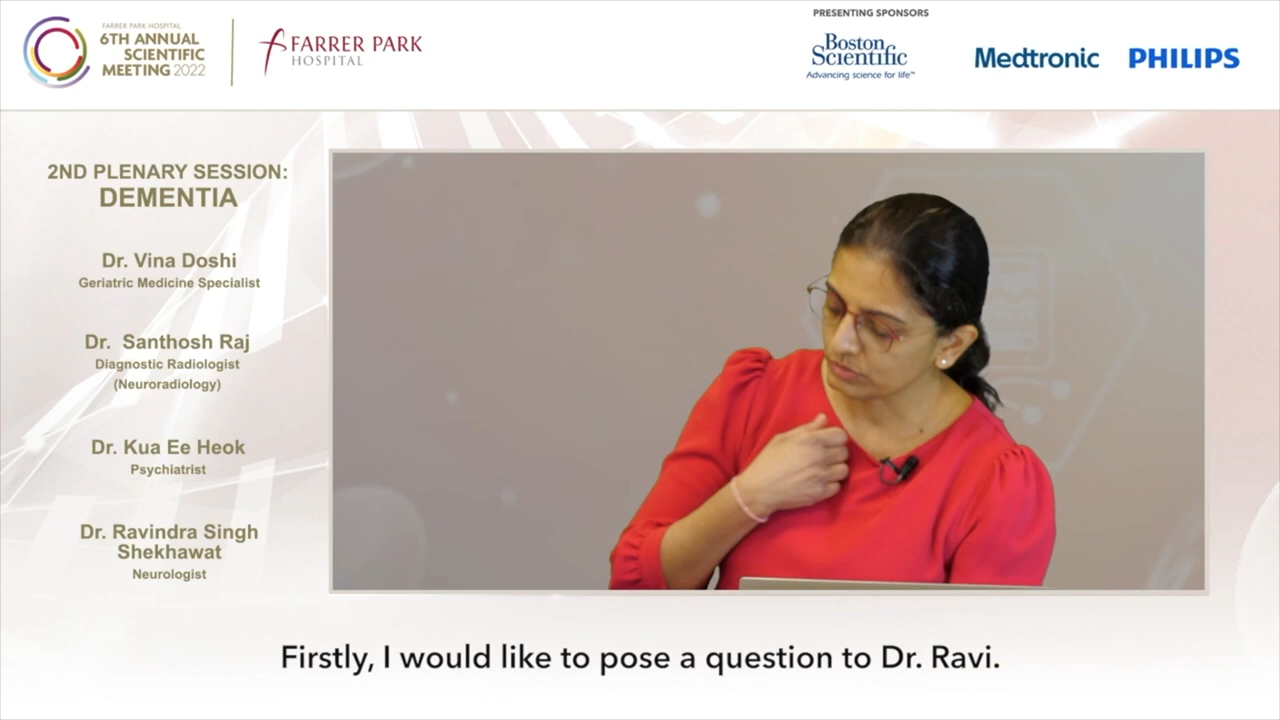 FARRER PARK HOSPITAL
6TH ANNUAL
SCIENTIFIC
MEETING 2022
FARRER PARK
HOSPITAL
PRESENTING SPONSORS
Boston
Scientific
Advancing science for life™
Medtronic
PHILIPS
2ND PLENARY SESSION:
DEMENTIA
Dr. Vina Doshi
Geriatric Medicine Specialist
Dr. Santhosh Raj
Diagnostic Radiologist
(Neuroradiology)
Dr. Kua Ee Heok
Psychiatrist
Dr. Ravindra Singh
Shekhawat
Neurologist
Firstly, I would like to pose a question to Dr. Ravi.